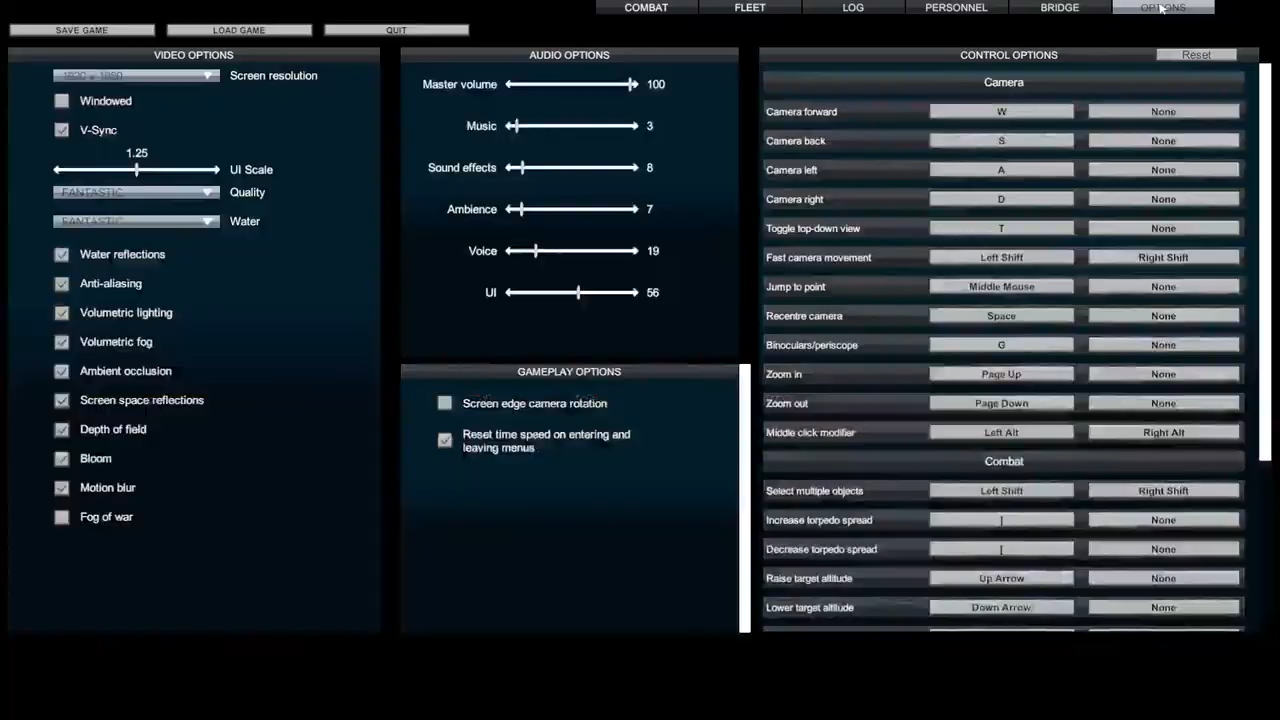 COMBAT FLEET LOG PERSONNEL BRIDGE OPTIONS
SAVE GAME LOAD GAME QUIT
VIDEO OPTIONS
Screen resolution
Windowed
V-Sync
1.25
UI Scale
FANTASTIC Quality
FANTASTIC Water
Water reflections
Anti-aliasing
Volumetric lighting
Volumetric fog
Ambient occlusion
Screen space reflections
Depth of field
Bloom
Motion blur
Fog of war
AUDIO OPTIONS
Master volume 100
Music 3
Sound effects 8
Ambience 7
Voice 19
UI 56
GAMEPLAY OPTIONS
Screen edge camera rotation
Reset time speed on entering and
leaving menus
CONTROL OPTIONS Reset
Camera
Camera forward W None
Camera back S None
Camera left A None
Camera right D None
Toggle top-down view T None
Fast camera movement Left Shift Right Shift
Jump to point Middle Mouse None
Recentre camera Space None
Binoculars/periscope G None
Zoom in Page Up None
Zoom out Page Down None
Middle click modifier Left Alt Right Alt
Combat
Select multiple objects Left Shift Right Shift
Increase torpedo spread ] None
Decrease torpedo spread [ None
Raise target altitude Up Arrow None
Lower target altitude Down Arrow None